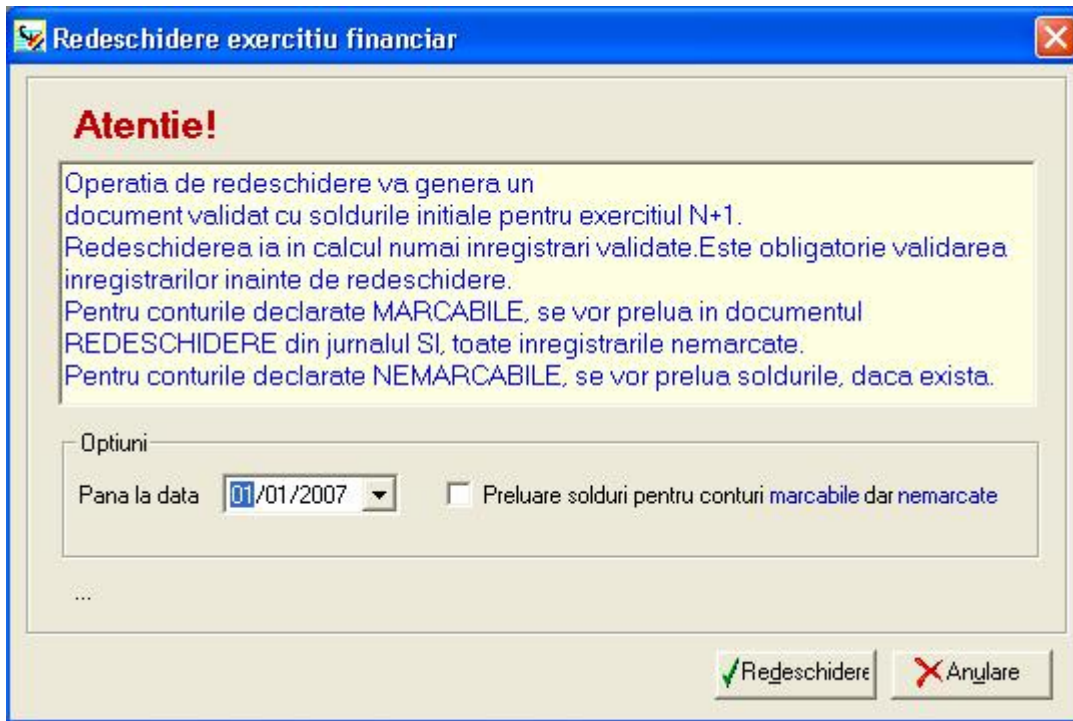 Redeschidere exercitiu financiar
Atentie!
Operatia de redeschidere va genera un
document validat cu soldurile initiale pentru exercitiul N+1.
Redeschiderea ia in calcul numai inregistrari validate.Este obligatorie validarea
inregistrarilor inainte de redeschidere.
Pentru conturile declarate MARCABILE, se vor prelua in documentul
REDESCHIDERE din jurnalul SI, toate inregistrarile nemarcate.
Pentru conturile declarate NEMARCABILE, se vor prelua soldurile, daca exista.
Optiuni
Pana la data 01/01/2007 Preluare solduri pentru conturi marcabile dar nemarcate
...
Redeschidere Anulare